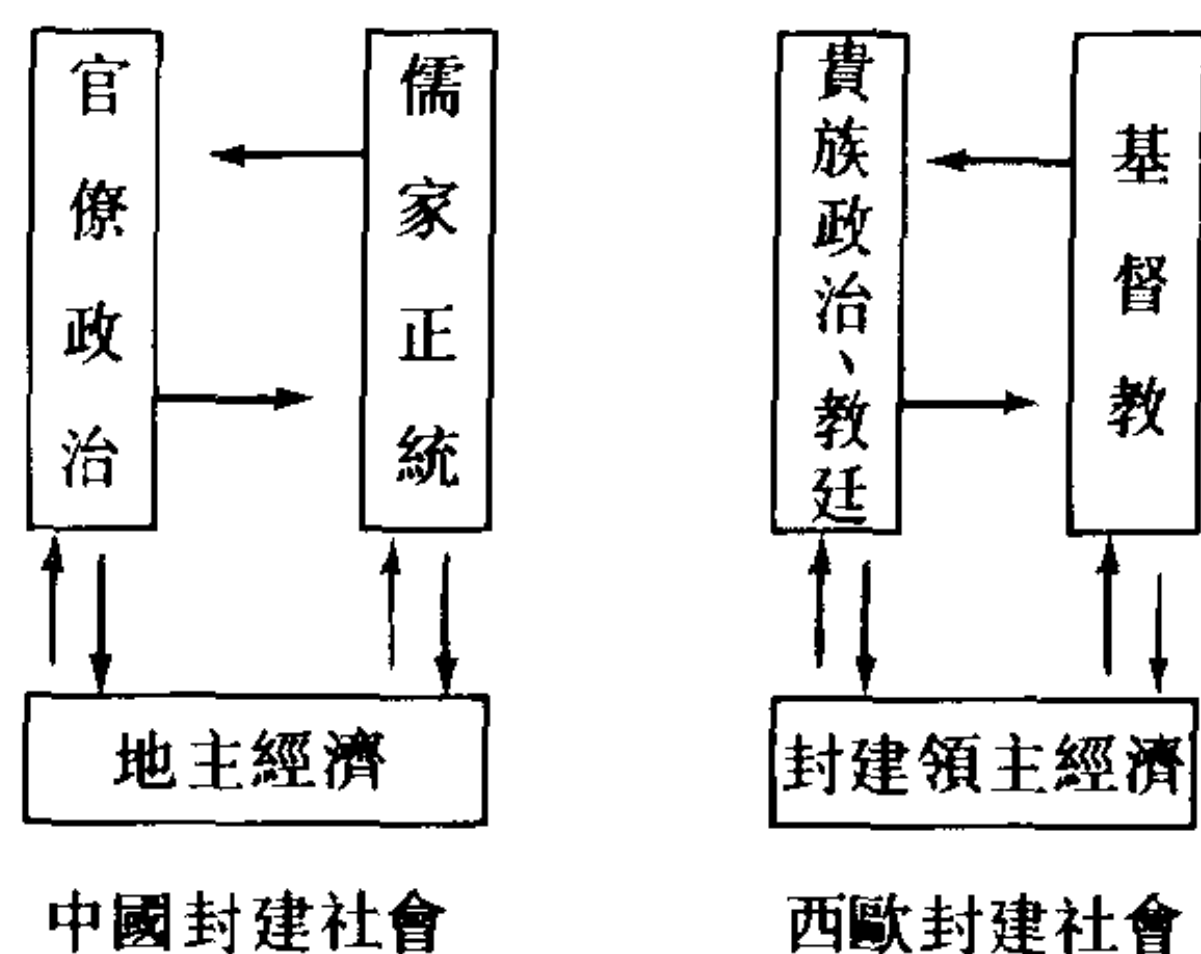 官僚政治
儒家正統
地主經濟
中國封建社會
貴族政治、教廷
基督教
封建領主經濟
西歐封建社會